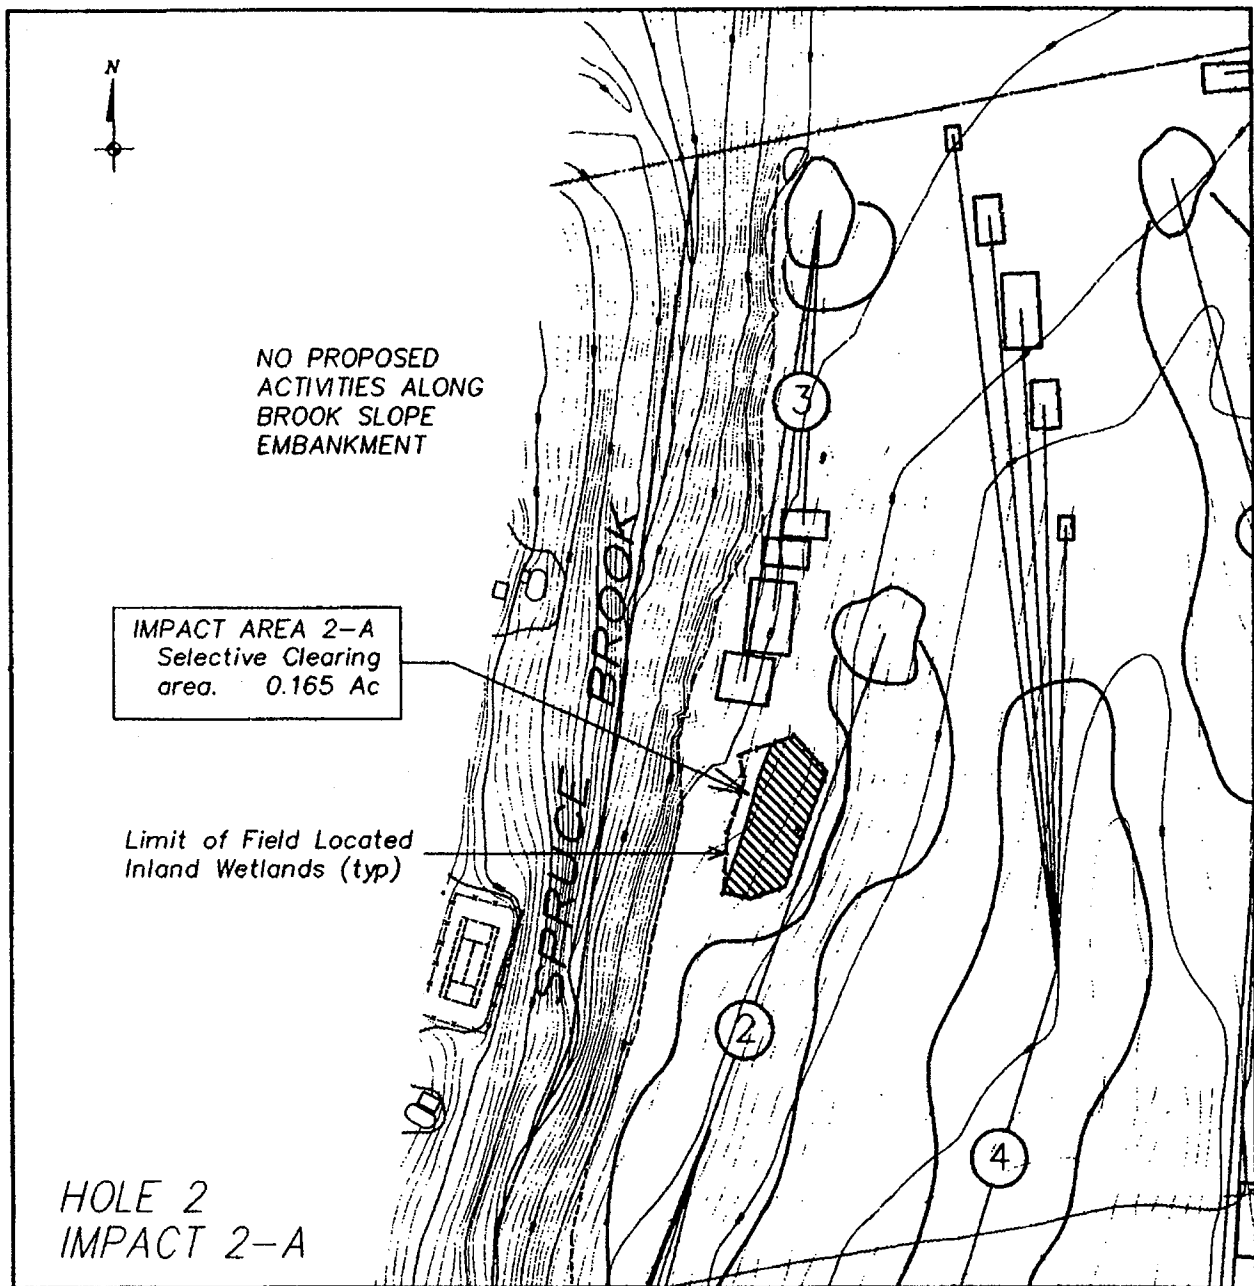 N
NO PROPOSED
ACTIVITIES ALONG
BROOK SLOPE
EMBANKMENT
3
SPRUCE BROOK
IMPACT AREA 2-A
Selective Clearing
area. 0.165 Ac
Limit of Field Located
Inland Wetlands (typ)
2
4
HOLE 2
IMPACT 2-A